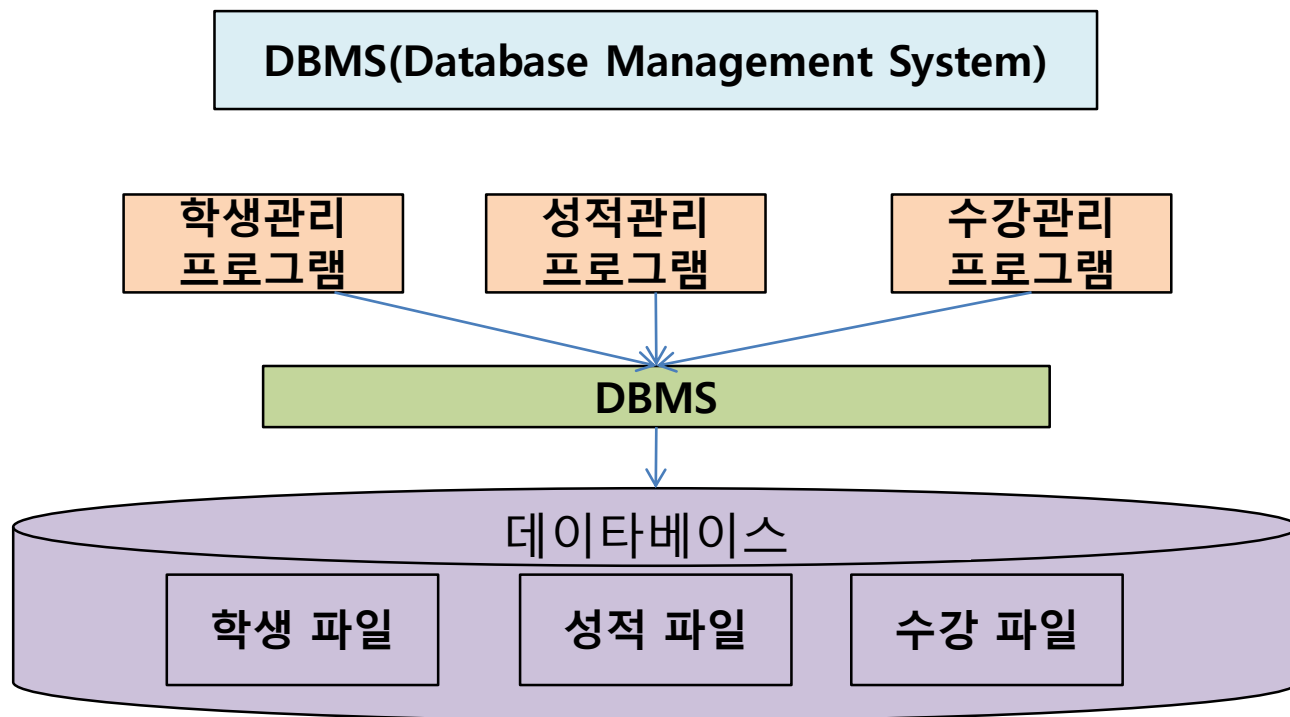 DBMS(Database Management System)
학생관리
프로그램
성적관리
프로그램
수강관리
프로그램
DBMS
데이타베이스
학생 파일
성적 파일
수강 파일